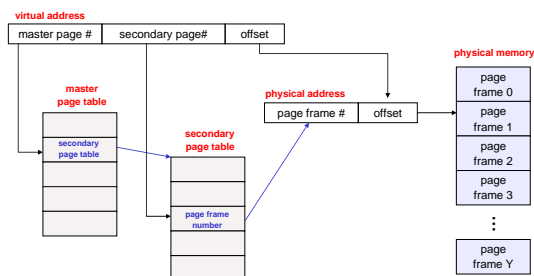 virtual address
master page #
secondary page#
offset
physical memory
master
page table
physical address
page
frame 0
page frame #
offset
page
frame 1
secondary
page table
secondary
page table
page
frame 2
page
frame 3
page frame
number
page
frame Y